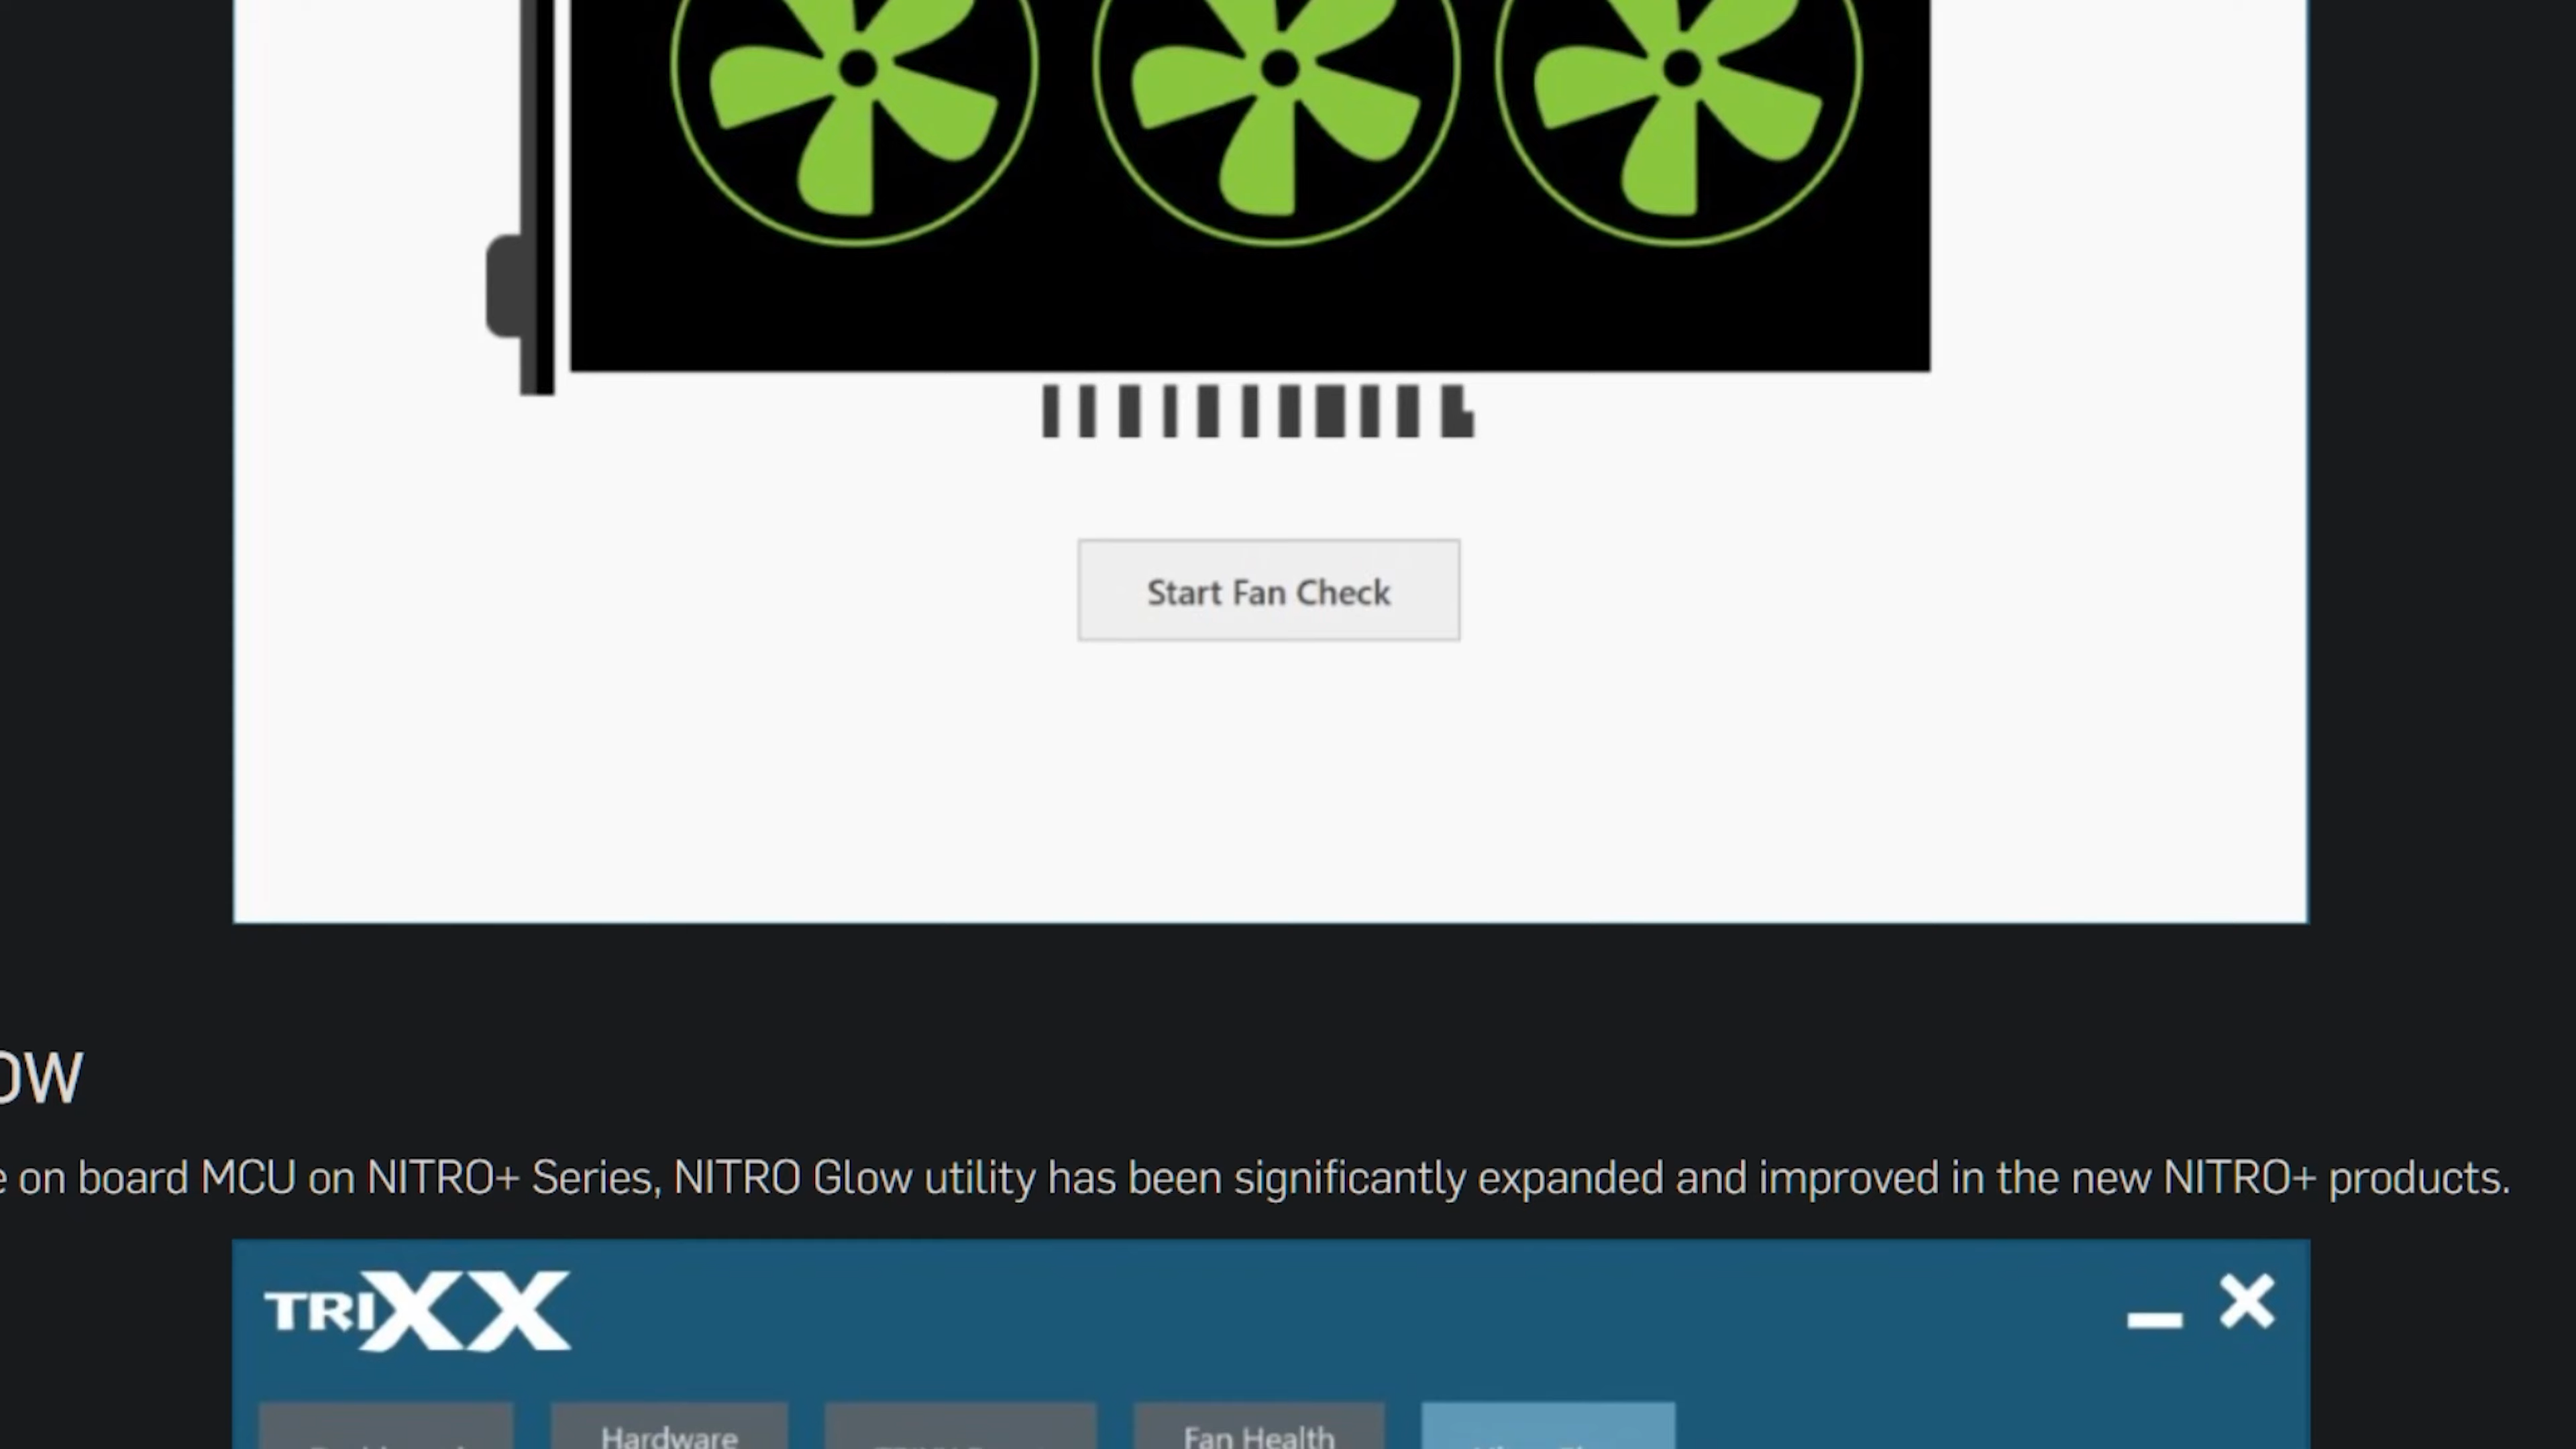 Start Fan Check
OW
on board MCU on NITRO+ Series, NITRO Glow utility has been significantly expanded and improved in the new NITRO+ products.
TRIXX
Hardware
Fan Health